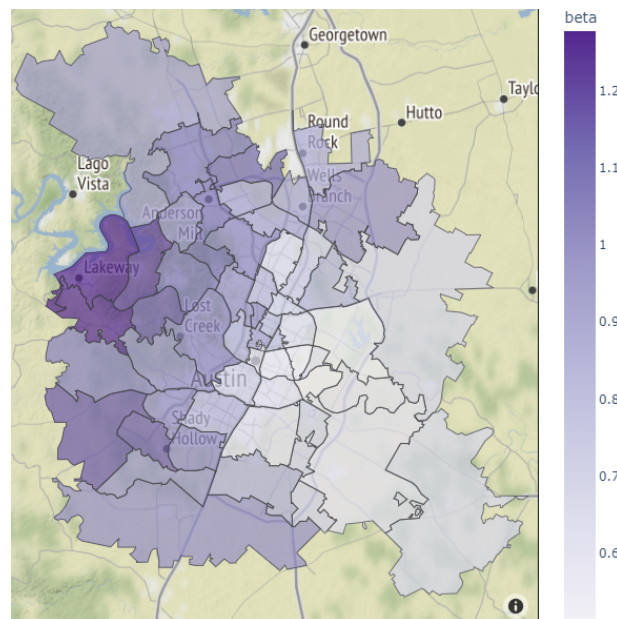 beta
Georgetown
Taylo
Hutto
Round
Rock
Lago
Vista
Wells
Branch
Anderson
Mill
Lakeway
Lost
Creek
Austin
Shady
Hollow
1.2
1.1
1
0.9
0.8
0.7
0.6